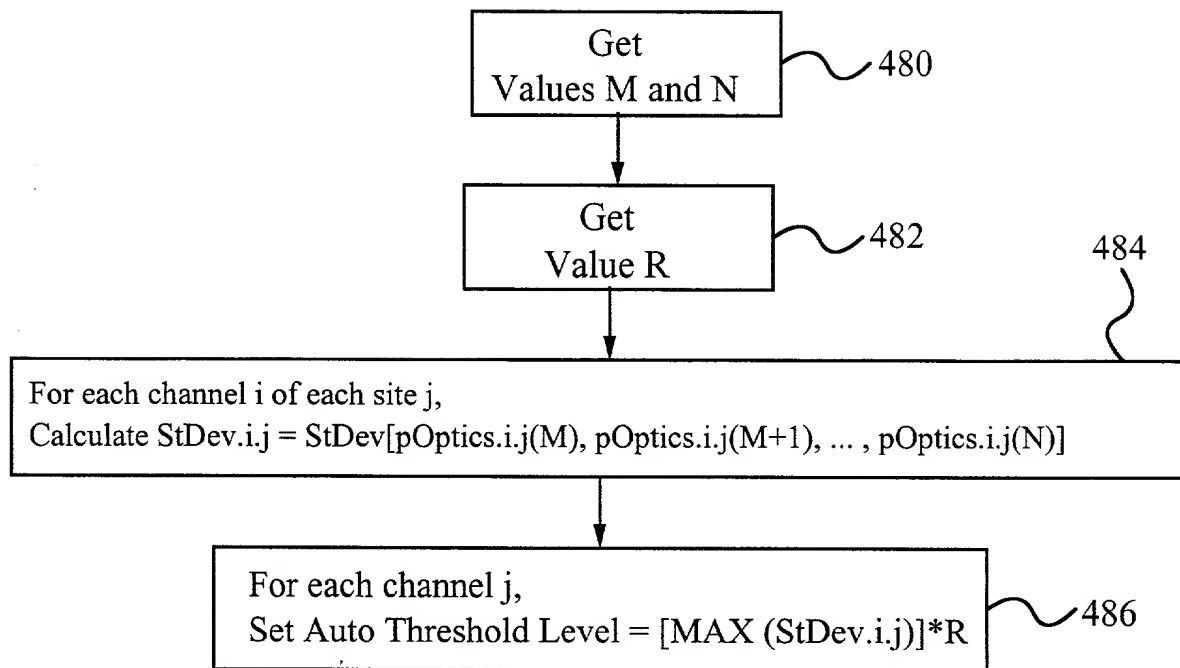 Get
Values M and N
480
Get
Value R
482
484
For each channel i of each site j,
Calculate StDev.i.j = StDev[pOptics.i.j(M), pOptics.i.j(M+1), ... , pOptics.i.j(N)]
For each channel j,
Set Auto Threshold Level = [MAX (StDev.i.j)]*R
486